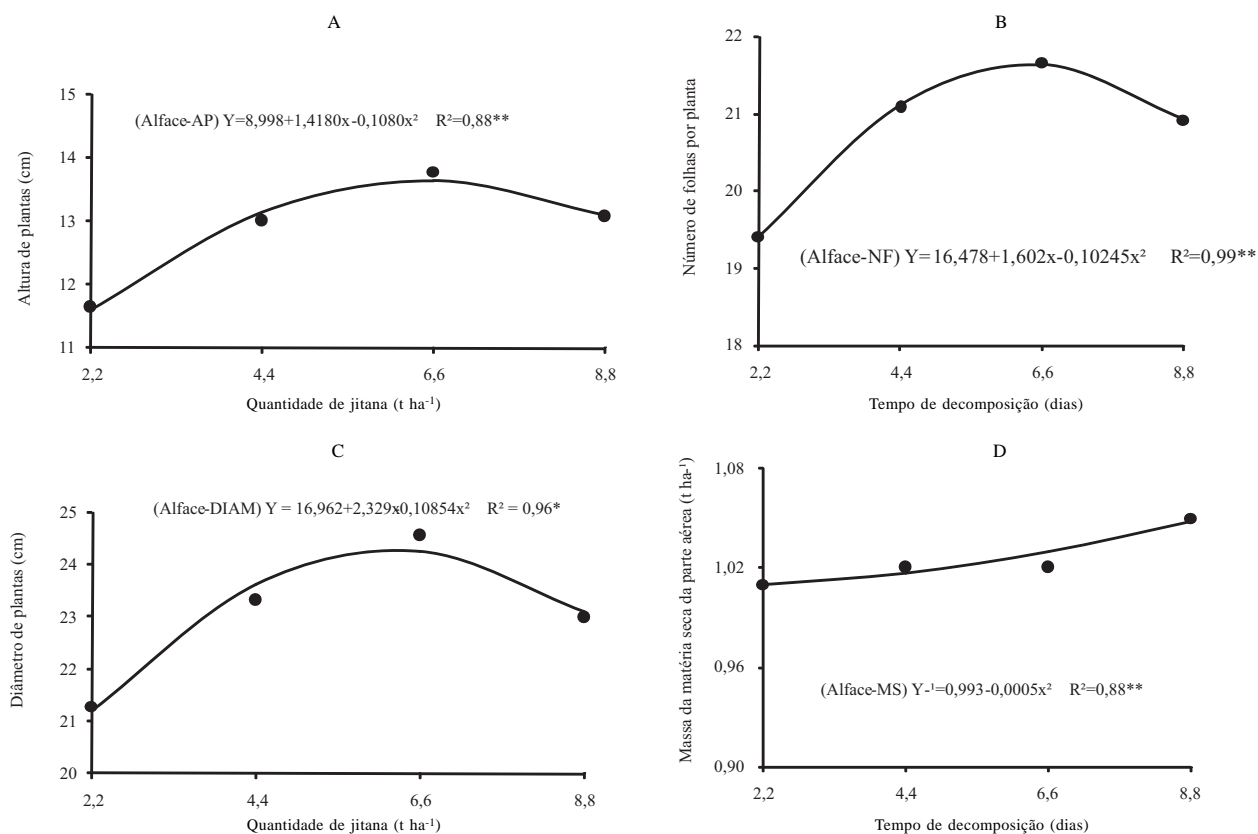 A
Altura de plantas (cm)
15
14
13
12
11
(Alface-AP) Y=8,998+1,4180x-0,1080x² R²=0,88**
2,2 4,4 6,6 8,8
Quantidade de jitana (t ha⁻¹)
B
Número de folhas por planta
22
21
20
19
18
(Alface-NF) Y=16,478+1,602x-0,10245x² R²=0,99**
2,2 4,4 6,6 8,8
Tempo de decomposição (dias)
C
Diâmetro de plantas (cm)
25
24
23
22
21
20
(Alface-DIAM) Y = 16,962+2,329x-0,10854x² R² = 0,96*
2,2 4,4 6,6 8,8
Quantidade de jitana (t ha⁻¹)
D
Massa da matéria seca da parte aérea (t ha-¹)
1,08
1,02
0,96
0,90
(Alface-MS) Y-¹=0,993-0,0005x² R²=0,88**
2,2 4,4 6,6 8,8
Tempo de decomposição (dias)